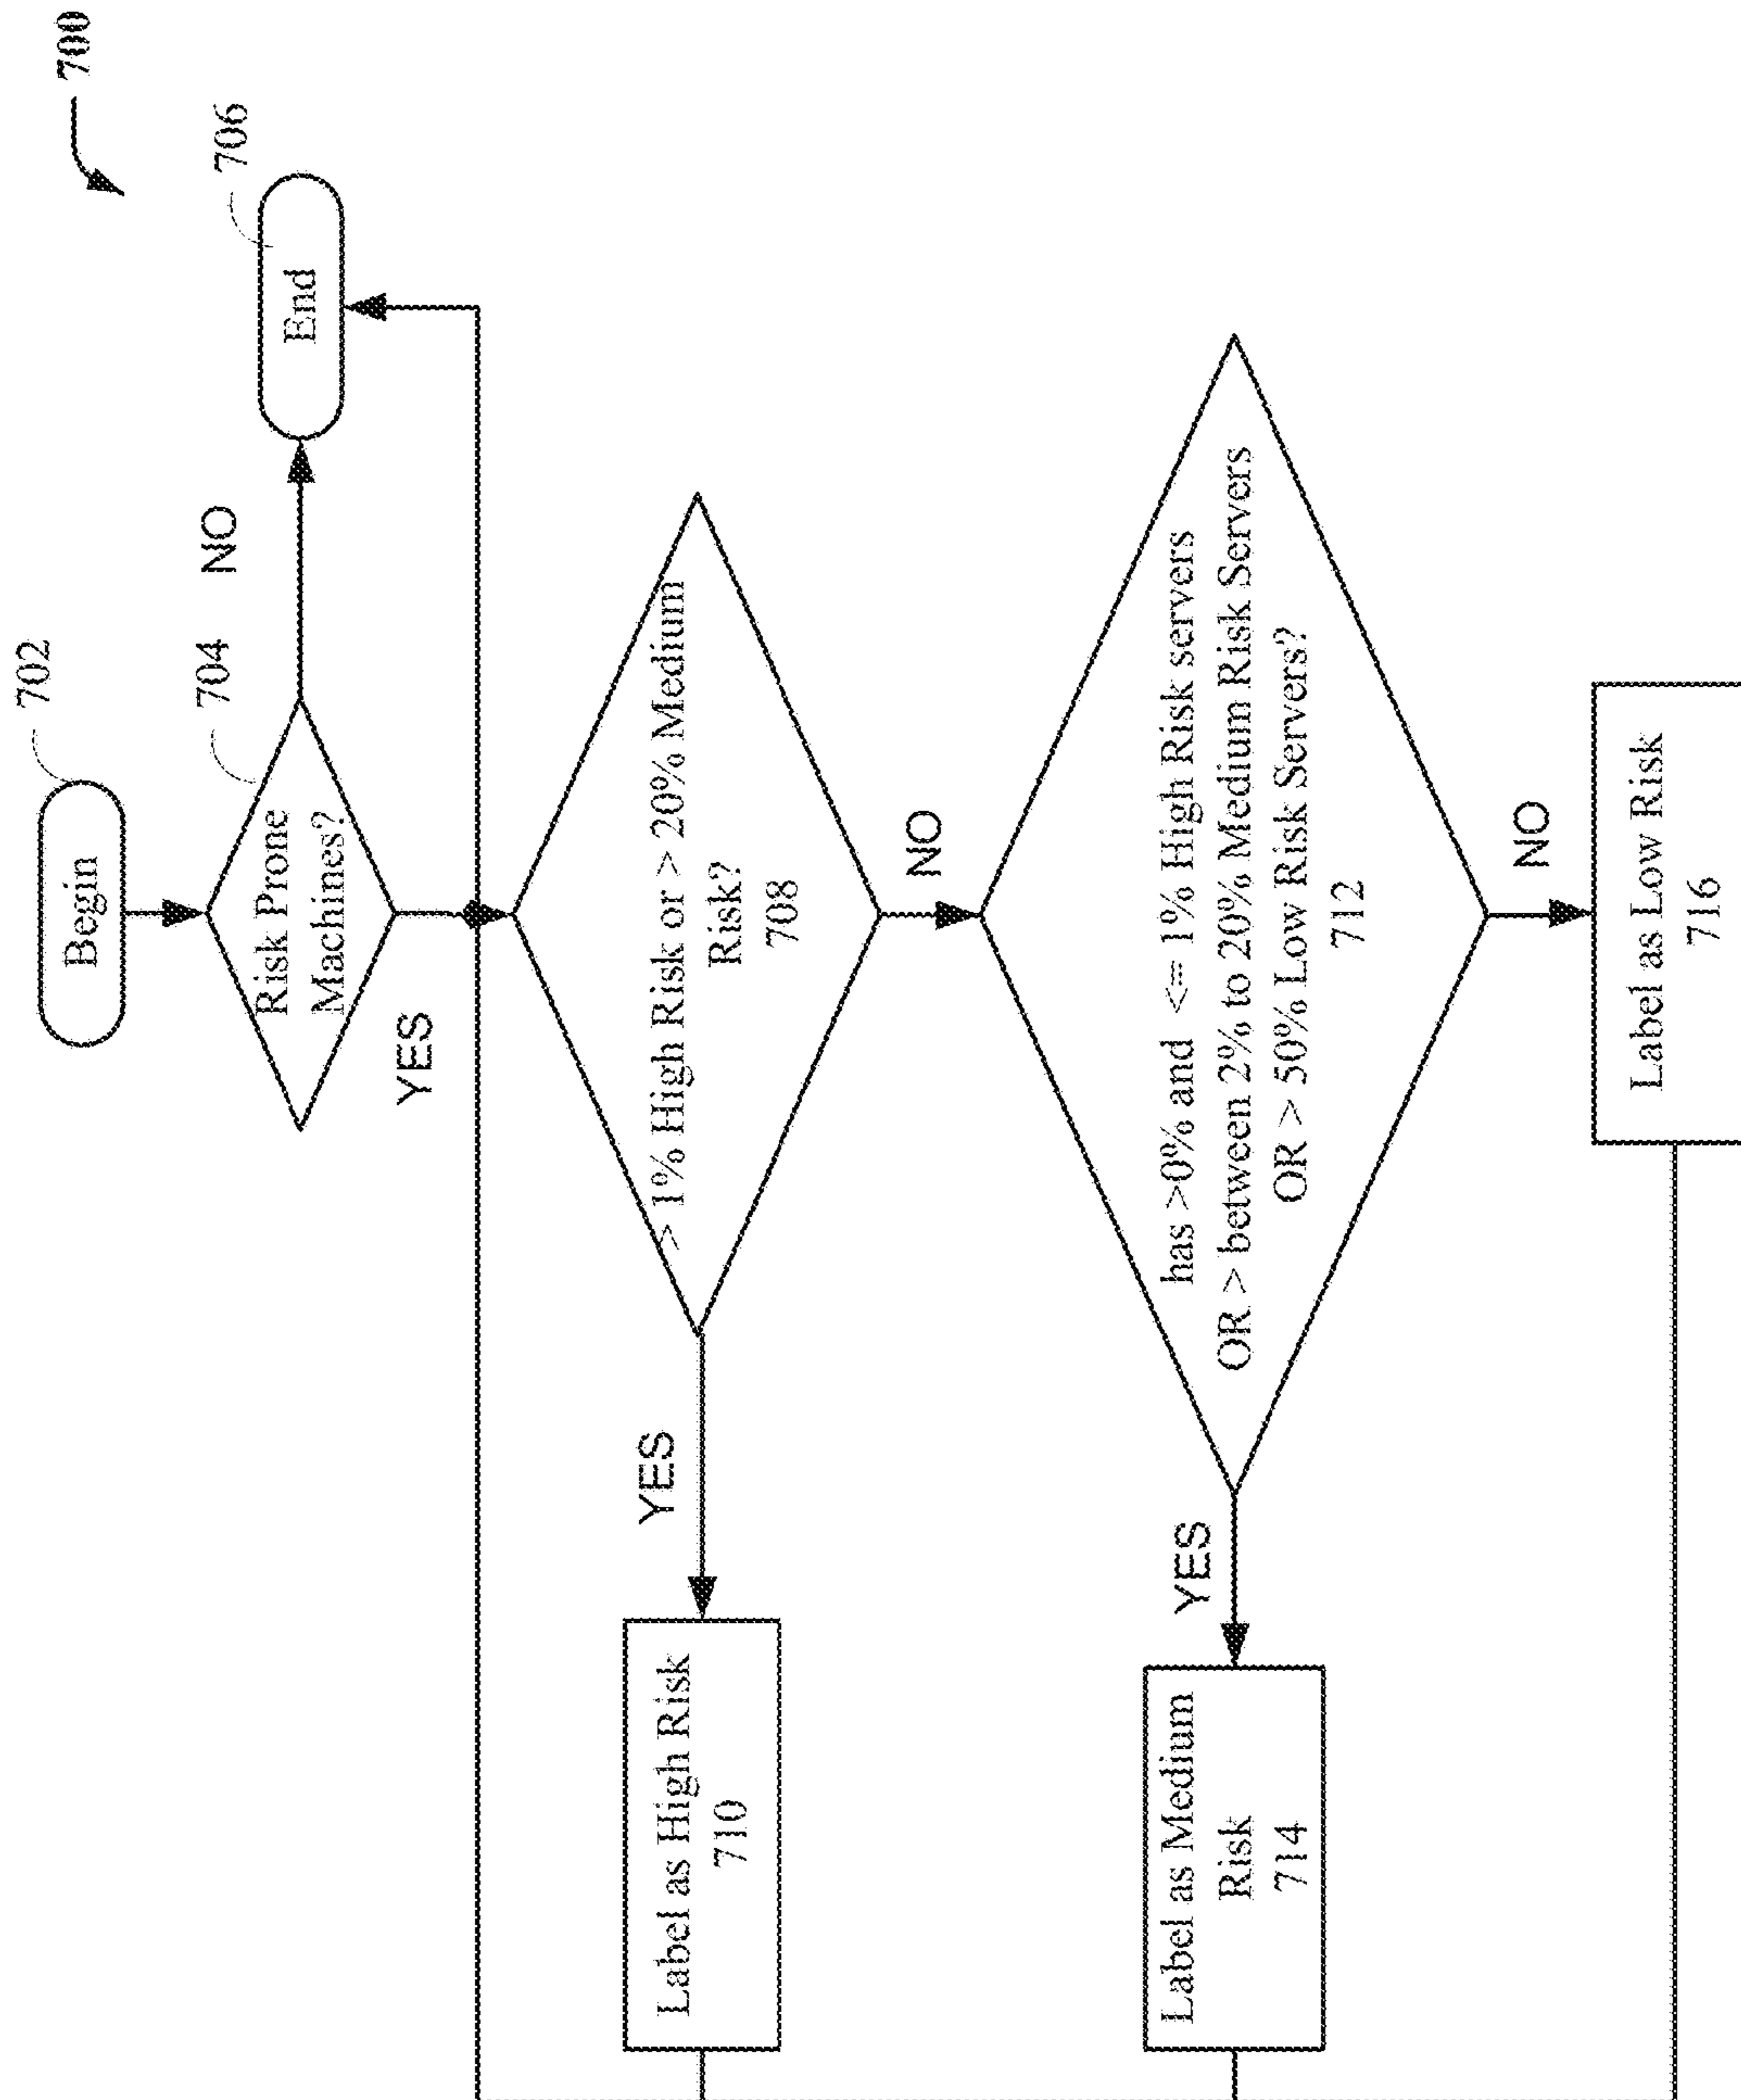 700
702
Begin
704
Risk Prone
Machines?
NO
706
End
YES
> 1% High Risk or > 20% Medium
Risk?
708
YES
Label as High Risk
710
NO
has >0% and <= 1% High Risk servers
OR > between 2% to 20% Medium Risk Servers
OR > 50% Low Risk Servers?
712
YES
Label as Medium
Risk
714
NO
Label as Low Risk
716